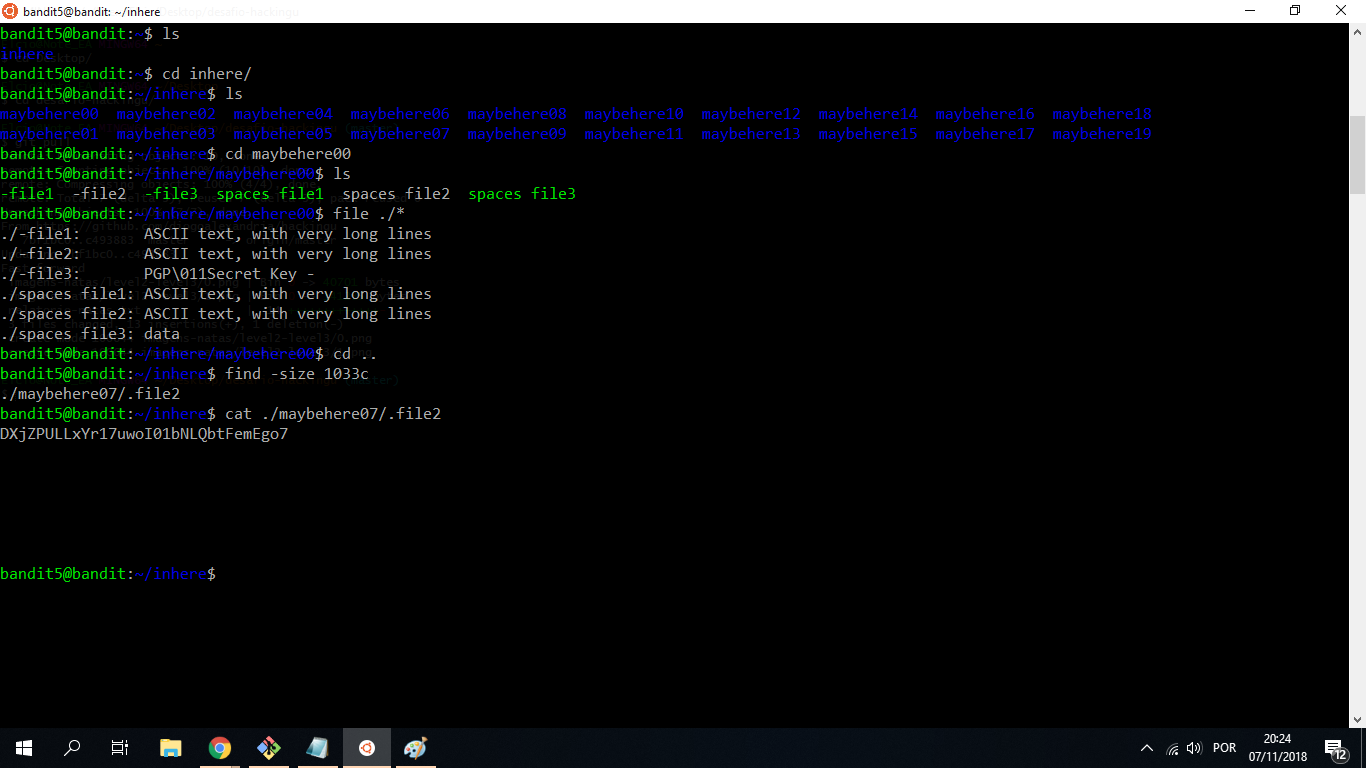 bandit5@bandit: ~/inhere
bandit5@bandit:~$ ls
inhere
bandit5@bandit:~$ cd inhere/
bandit5@bandit:~/inhere$ ls
maybehere00  maybehere02  maybehere04  maybehere06  maybehere08  maybehere10  maybehere12  maybehere14  maybehere16  maybehere18
maybehere01  maybehere03  maybehere05  maybehere07  maybehere09  maybehere11  maybehere13  maybehere15  maybehere17  maybehere19
bandit5@bandit:~/inhere$ cd maybehere00
bandit5@bandit:~/inhere/maybehere00$ ls
-file1  -file2  -file3  spaces file1  spaces file2  spaces file3
bandit5@bandit:~/inhere/maybehere00$ file ./*
./-file1:       ASCII text, with very long lines
./-file2:       ASCII text, with very long lines
./-file3:       PGP\011Secret Key -
./spaces file1: ASCII text, with very long lines
./spaces file2: ASCII text, with very long lines
./spaces file3: data
bandit5@bandit:~/inhere/maybehere00$ cd ..
bandit5@bandit:~/inhere$ find -size 1033c
./maybehere07/.file2
bandit5@bandit:~/inhere$ cat ./maybehere07/.file2
DXjZPULLxYr17uwoI01bNLQbtFemEgo7
bandit5@bandit:~/inhere$
POR
20:24
07/11/2018
12